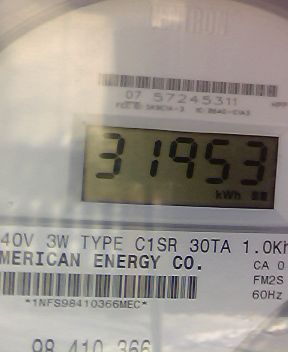 07 57245311
31953
kWh
40V 3W TYPE C1SR 30TA 1.0Kh
MERICAN ENERGY CO.
CA 0
FM2S
60Hz
*1NFS98410366MEC*
98 410 366